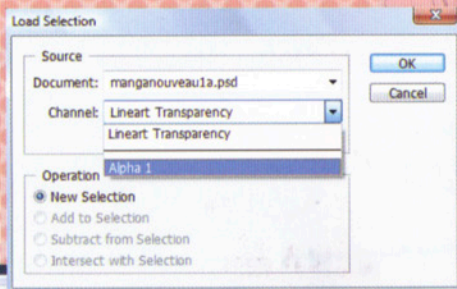 Load Selection
Source
Document: manganouveau1a.psd
Channel: Lineart Transparency
Lineart Transparency
Alpha 1
Operation
New Selection
Add to Selection
Subtract from Selection
Intersect with Selection
OK
Cancel